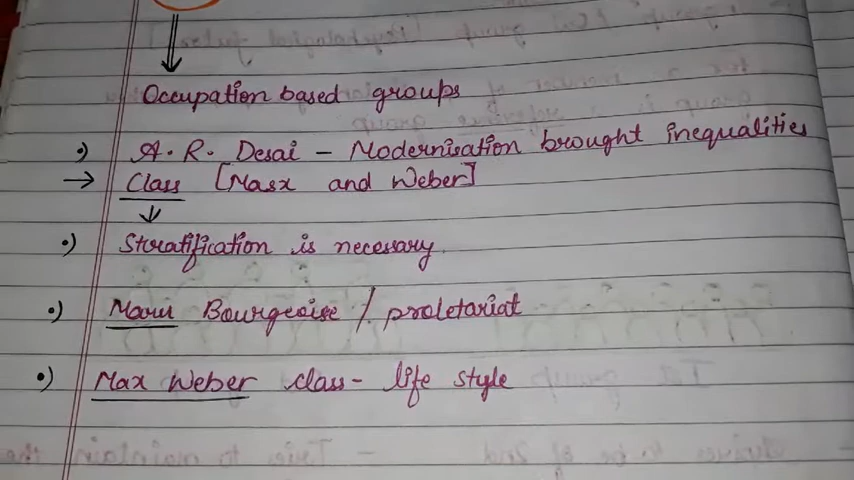 Occupation based groups
•) A. R. Desai – Modernisation brought inequalities
→ Class [Marx and Weber]
↓
•) Stratification is necessary
•) Bourgeoise / proletariat
•) Max Weber class - life style